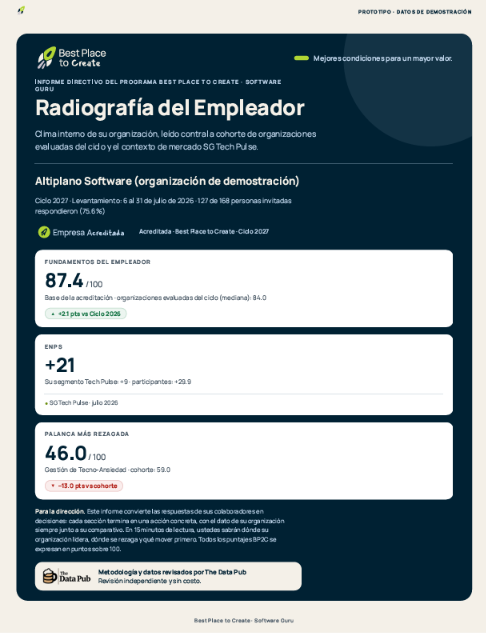 PROTOTIPO · DATOS DE DEMOSTRACIÓN
Best Place
to Create
Mejores condiciones para un mayor valor.
INFORME DIRECTIVO DEL PROGRAMA BEST PLACE TO CREATE · SOFTWARE
GURU
Radiografía del Empleador
Clima interno de su organización, leído contra la cohorte de organizaciones
evaluadas del ciclo y el contexto de mercado SG Tech Pulse.
Altiplano Software (organización de demostración)
Ciclo 2027 · Levantamiento: 6 al 31 de julio de 2026 · 127 de 168 personas invitadas
respondieron (75.6%)
Empresa Acreditada
Acreditada · Best Place to Create · Ciclo 2027
FUNDAMENTOS DEL EMPLEADOR
87.4 /100
Base de la acreditación · organizaciones evaluadas del ciclo (mediana): 84.0
+2.1 pts vs Ciclo 2026
ENPS
+21
Su segmento Tech Pulse: +9 · participantes: +29.9
SG Tech Pulse · julio 2026
PALANCA MÁS REZAGADA
46.0 /100
Gestión de Tecno-Ansiedad · cohorte: 59.0
−13.0 pts vs cohorte
Para la dirección. Este informe convierte las respuestas de sus colaboradores en
decisiones: cada sección termina en una acción concreta, con el dato de su organización
siempre junto a su comparativo. En 15 minutos de lectura, ustedes sabrán dónde su
organización lidera, dónde se rezaga y qué mover primero. Todos los puntajes BP2C se
expresan en puntos sobre 100.
The
Data Pub
Metodología y datos revisados por The Data Pub
Revisión independiente y sin costo.
Best Place to Create · Software Guru